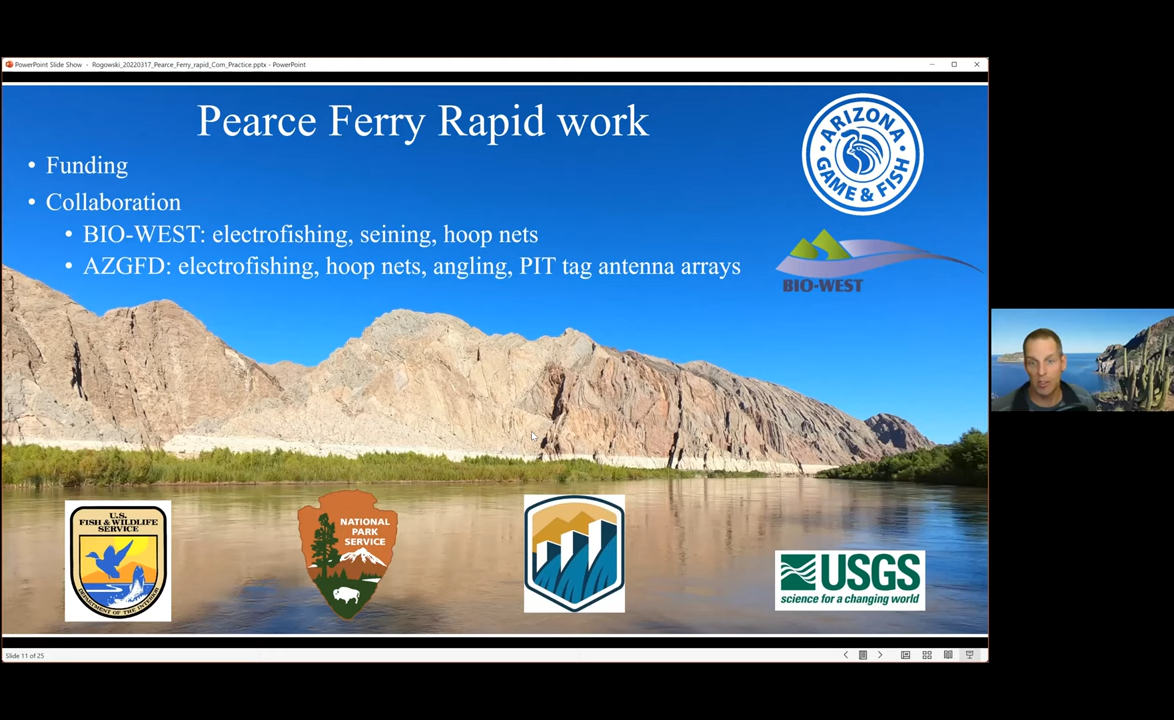 PowerPoint Slide Show - Rogowski_20220317_Pearce_Ferry_rapid_Com_Practice.pptx - PowerPoint
Pearce Ferry Rapid work
• Funding
• Collaboration
• BIO-WEST: electrofishing, seining, hoop nets
• AZGFD: electrofishing, hoop nets, angling, PIT tag antenna arrays
ARIZONA
GAME & FISH
BIO-WEST
U.S.
FISH & WILDLIFE
SERVICE
DEPARTMENT OF THE INTERIOR
NATIONAL
PARK
SERVICE
USGS
science for a changing world
Slide 11 of 25